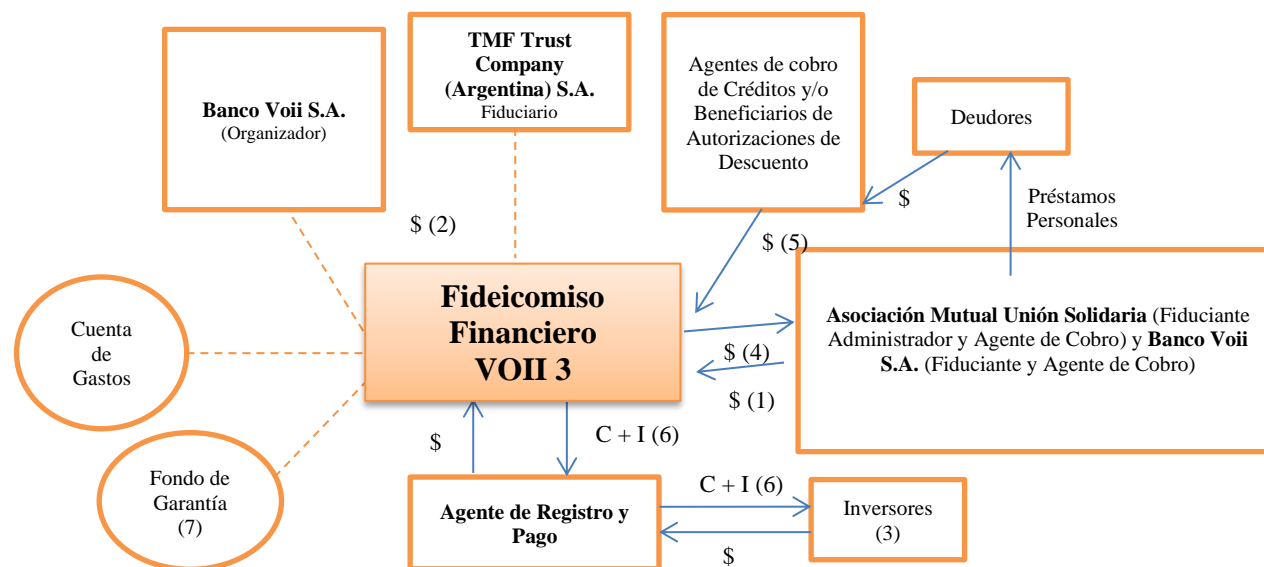 Banco Voii S.A.
(Organizador)
TMF Trust
Company
(Argentina) S.A.
Fiduciario
Agentes de cobro
de Créditos y/o
Beneficiarios de
Autorizaciones de
Descuento
Deudores
$
Préstamos
Personales
$ (2)
$ (5)
Fideicomiso
Financiero
VOII 3
Asociación Mutual Unión Solidaria (Fiduciante
Administrador y Agente de Cobro) y Banco Voii
S.A. (Fiduciante y Agente de Cobro)
$ (4)
$ (1)
Cuenta
de
Gastos
Fondo de
Garantía
(7)
$
C + I (6)
Agente de Registro y
Pago
C + I (6)
$
Inversores
(3)